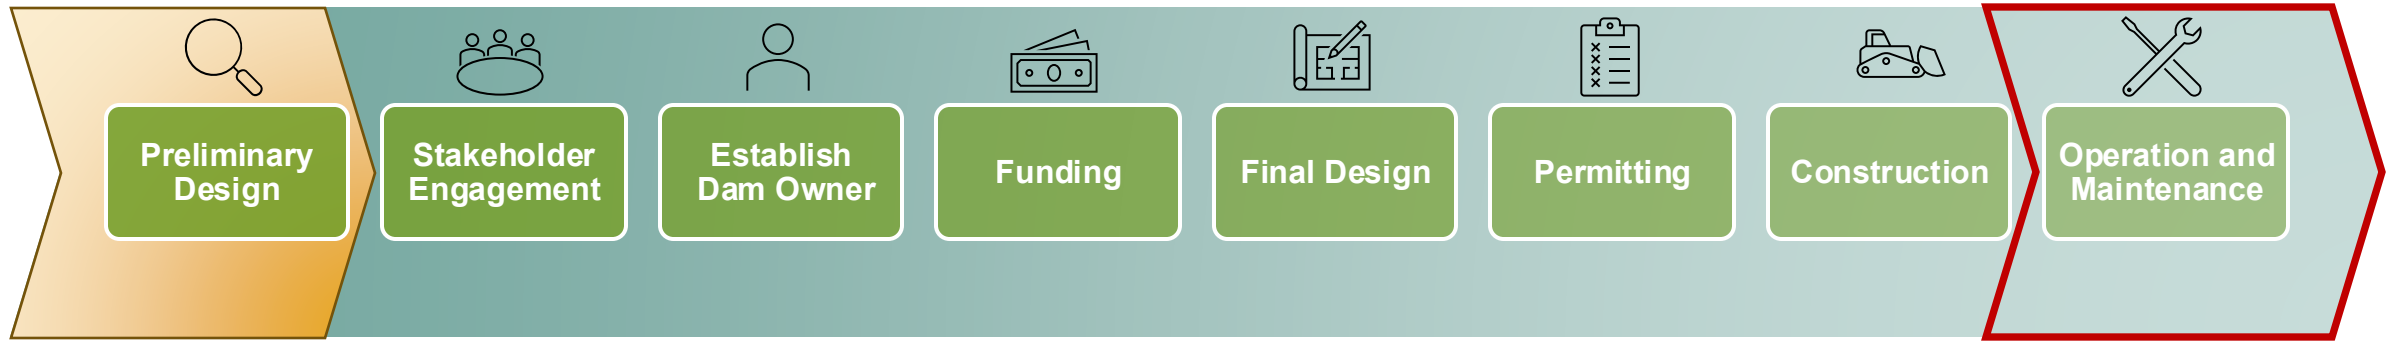 Preliminary
Design
Stakeholder
Engagement
Establish
Dam Owner
Funding
Final Design
Permitting
Construction
Operation and
Maintenance